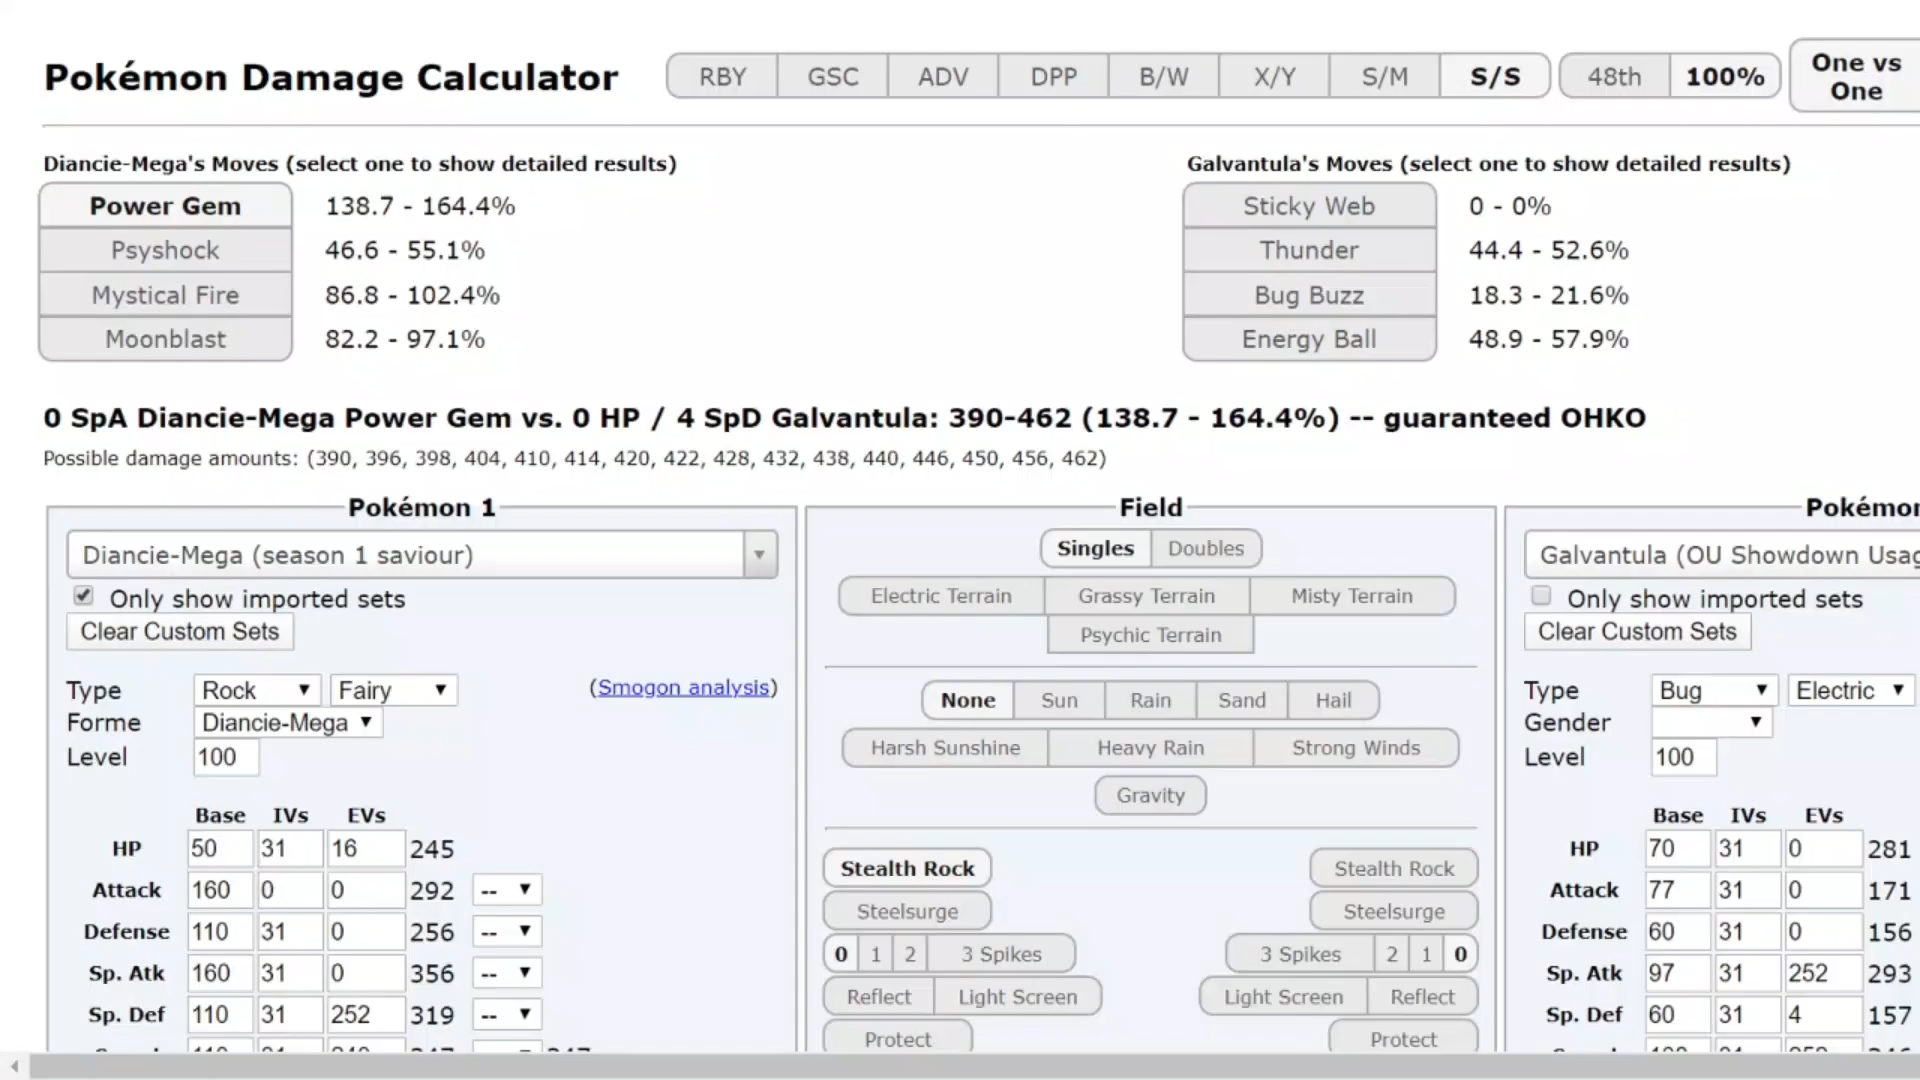 Pokémon Damage Calculator
RBY GSC ADV DPP B/W X/Y S/M S/S 48th 100% One vs One
Diancie-Mega's Moves (select one to show detailed results)
Power Gem 138.7 - 164.4%
Psyshock 46.6 - 55.1%
Mystical Fire 86.8 - 102.4%
Moonblast 82.2 - 97.1%
Galvantula's Moves (select one to show detailed results)
Sticky Web 0 - 0%
Thunder 44.4 - 52.6%
Bug Buzz 18.3 - 21.6%
Energy Ball 48.9 - 57.9%
0 SpA Diancie-Mega Power Gem vs. 0 HP / 4 SpD Galvantula: 390-462 (138.7 - 164.4%) -- guaranteed OHKO
Possible damage amounts: (390, 396, 398, 404, 410, 414, 420, 422, 428, 432, 438, 440, 446, 450, 456, 462)
Pokémon 1
Diancie-Mega (season 1 saviour)
Only show imported sets
Clear Custom Sets
Type Rock Fairy (Smogon analysis)
Forme Diancie-Mega
Level 100
Base IVs EVs
HP 50 31 16 245
Attack 160 0 0 292 --
Defense 110 31 0 256 --
Sp. Atk 160 31 0 356 --
Sp. Def 110 31 252 319 --
Field
Singles Doubles
Electric Terrain Grassy Terrain Misty Terrain
Psychic Terrain
None Sun Rain Sand Hail
Harsh Sunshine Heavy Rain Strong Winds
Gravity
Stealth Rock Stealth Rock
Steelsurge Steelsurge
0 1 2 3 Spikes 3 Spikes 2 1 0
Reflect Light Screen Light Screen Reflect
Protect Protect
Pokémon
Galvantula (OU Showdown Usag
Only show imported sets
Clear Custom Sets
Type Bug Electric
Gender
Level 100
Base IVs EVs
HP 70 31 0 281
Attack 77 31 0 171
Defense 60 31 0 156
Sp. Atk 97 31 252 293
Sp. Def 60 31 4 157